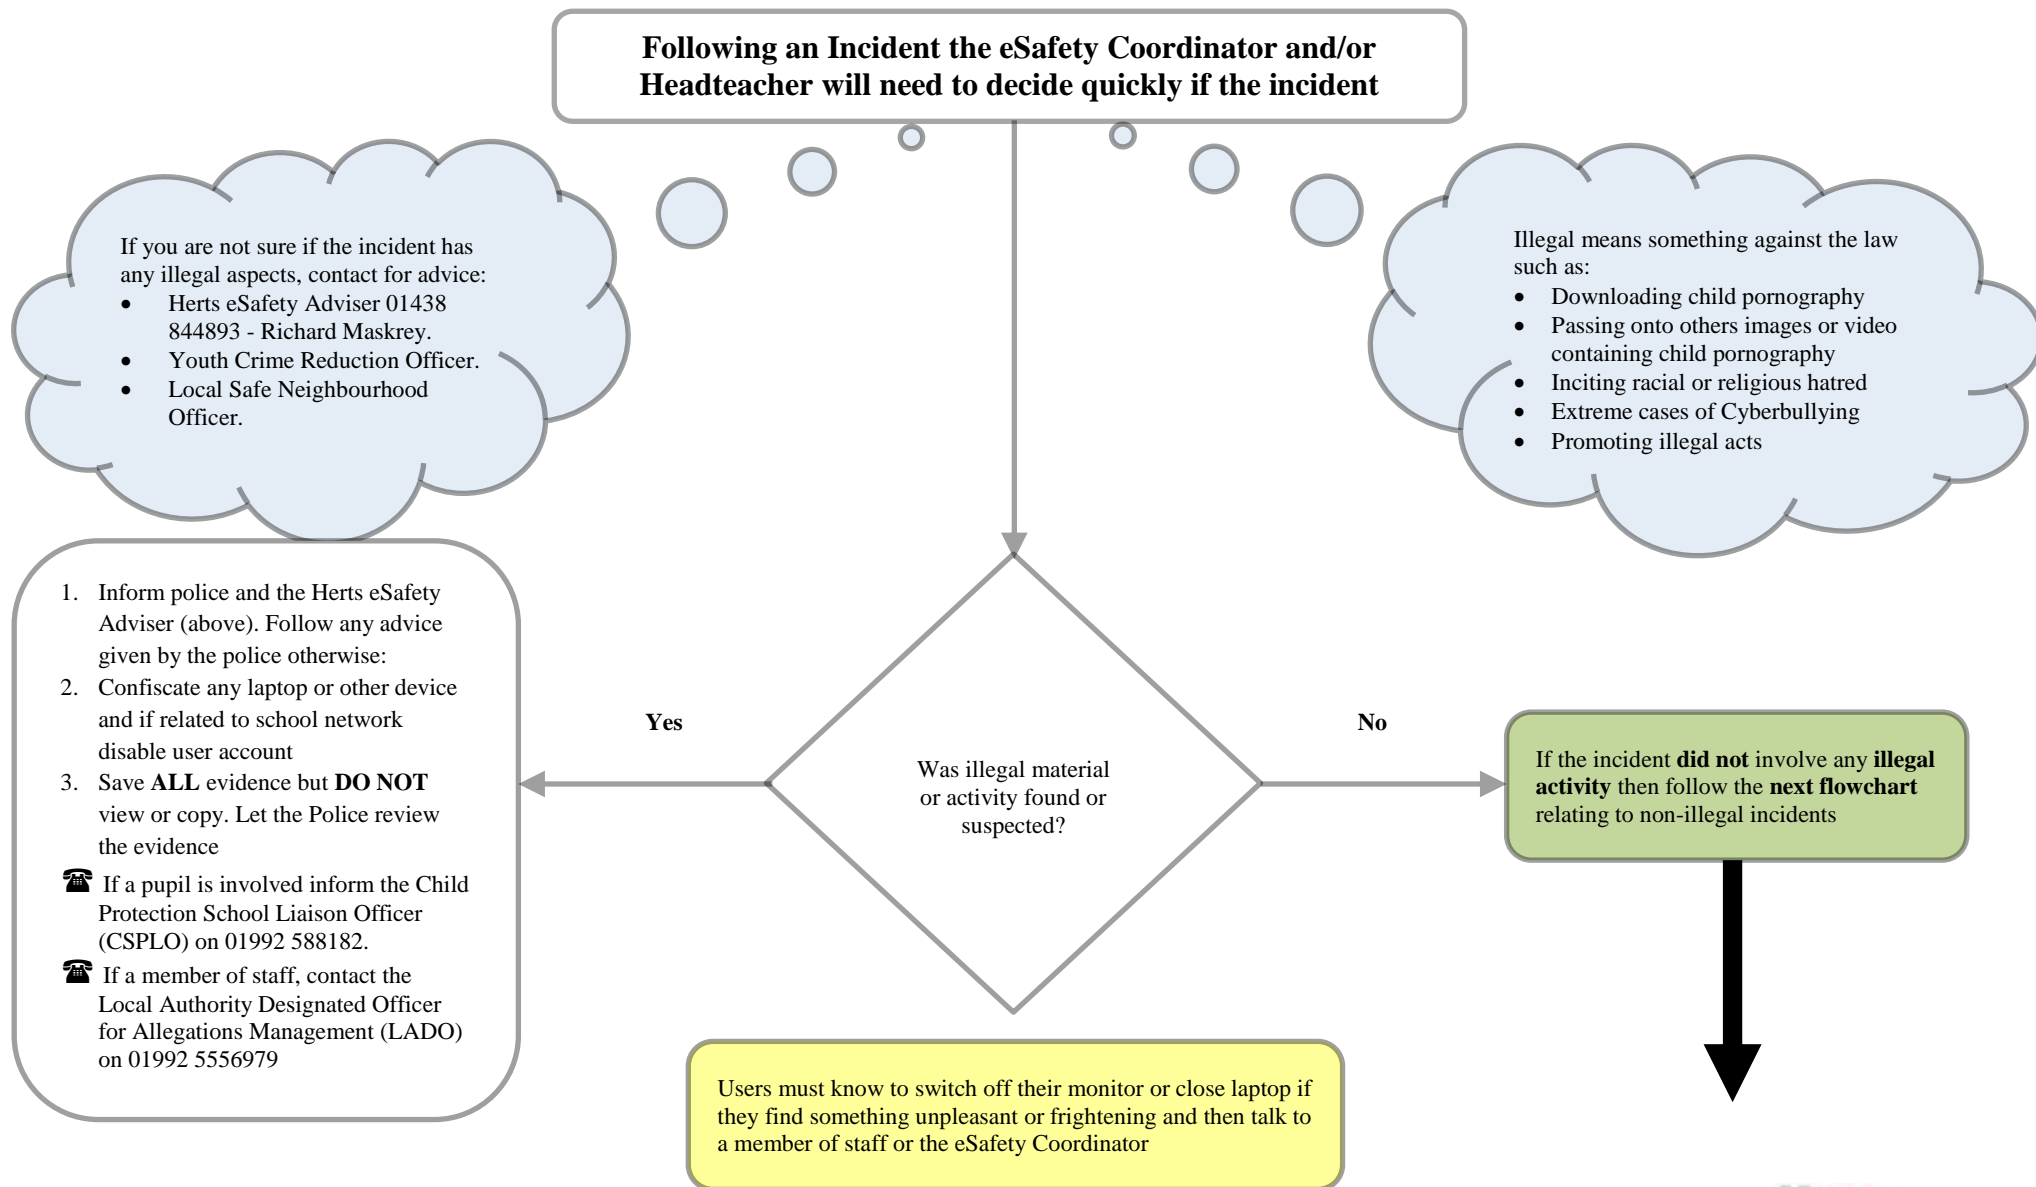 Following an Incident the eSafety Coordinator and/or
Headteacher will need to decide quickly if the incident
If you are not sure if the incident has
any illegal aspects, contact for advice:
• Herts eSafety Adviser 01438
844893 - Richard Maskrey.
• Youth Crime Reduction Officer.
• Local Safe Neighbourhood
Officer.
Illegal means something against the law
such as:
• Downloading child pornography
• Passing onto others images or video
containing child pornography
• Inciting racial or religious hatred
• Extreme cases of Cyberbullying
• Promoting illegal acts
1. Inform police and the Herts eSafety
Adviser (above). Follow any advice
given by the police otherwise:
2. Confiscate any laptop or other device
and if related to school network
disable user account
3. Save ALL evidence but DO NOT
view or copy. Let the Police review
the evidence
☎ If a pupil is involved inform the Child
Protection School Liaison Officer
(CSPLO) on 01992 588182.
☎ If a member of staff, contact the
Local Authority Designated Officer
for Allegations Management (LADO)
on 01992 5556979
Yes
Was illegal material
or activity found or
suspected?
No
If the incident did not involve any illegal
activity then follow the next flowchart
relating to non-illegal incidents
Users must know to switch off their monitor or close laptop if
they find something unpleasant or frightening and then talk to
a member of staff or the eSafety Coordinator